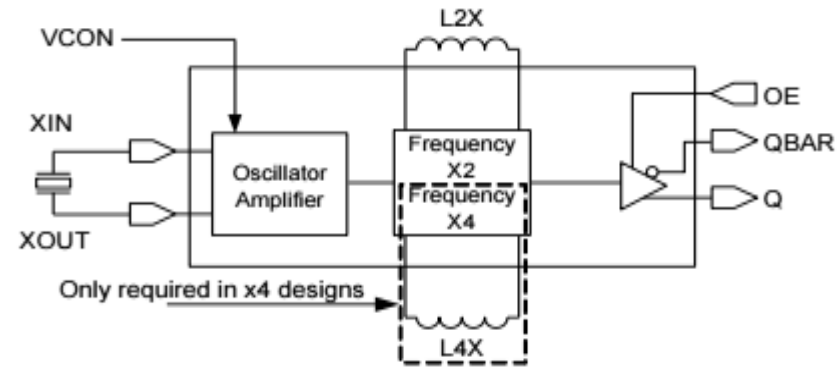 L2X
VCON
OE
XIN
QBAR
Frequency
X2
Oscillator
Amplifier
Frequency
X4
Q
XOUT
Only required in x4 designs
L4X